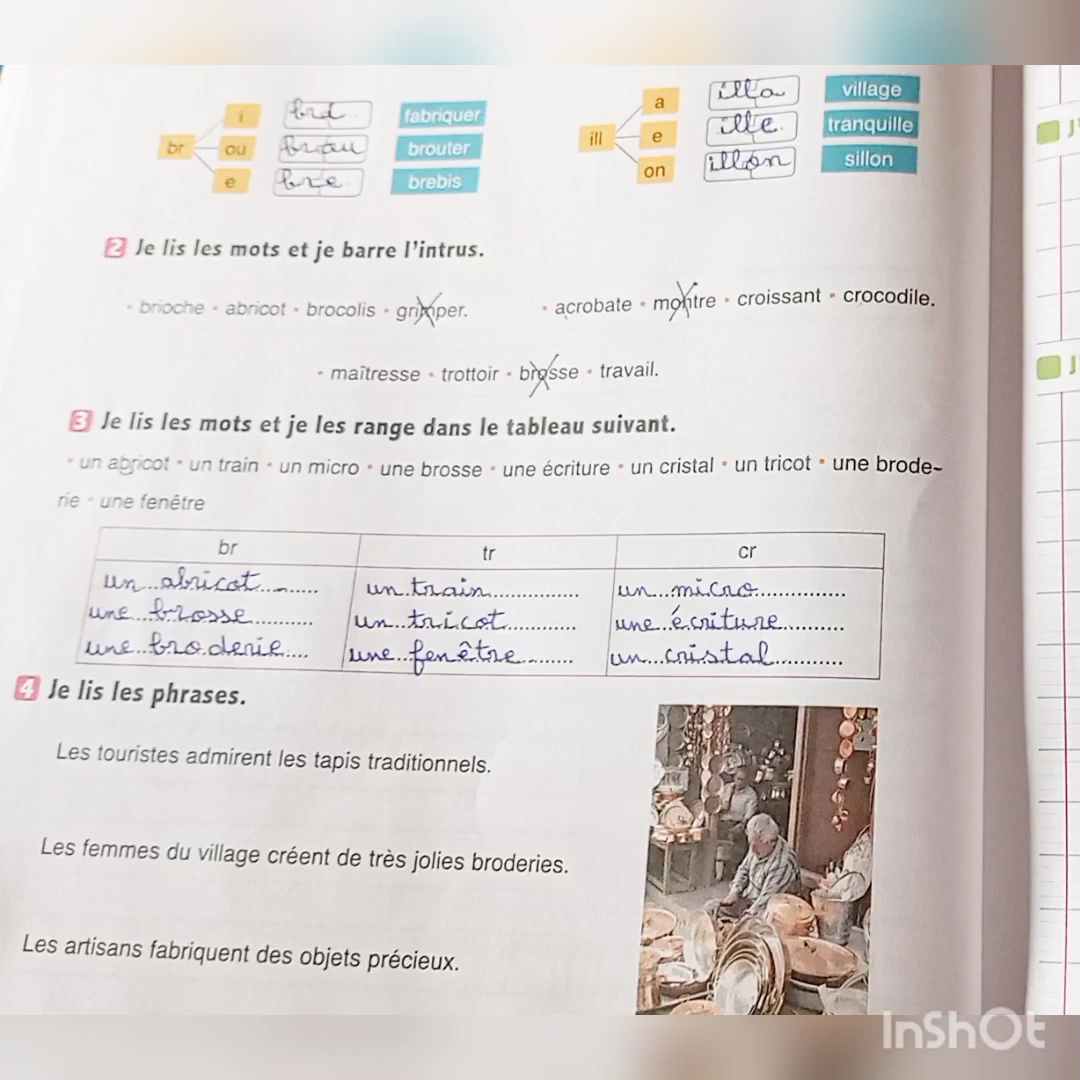 i bri fabriquer
br ou brou brouter
e bre brebis
a illa village
ill e ille tranquille
on illon sillon
2 Je lis les mots et je barre l'intrus.
• brioche • abricot • brocolis • grimper.
• acrobate • montre • croissant • crocodile.
• maîtresse • trottoir • brosse • travail.
3 Je lis les mots et je les range dans le tableau suivant.
• un abricot • un train • un micro • une brosse • une écriture • un cristal • un tricot • une brode-
rie • une fenêtre
br tr cr
un abricot un train un micro
une brosse un tricot une écriture
une broderie une fenêtre un cristal
4 Je lis les phrases.
Les touristes admirent les tapis traditionnels.
Les femmes du village créent de très jolies broderies.
Les artisans fabriquent des objets précieux.
InShOt